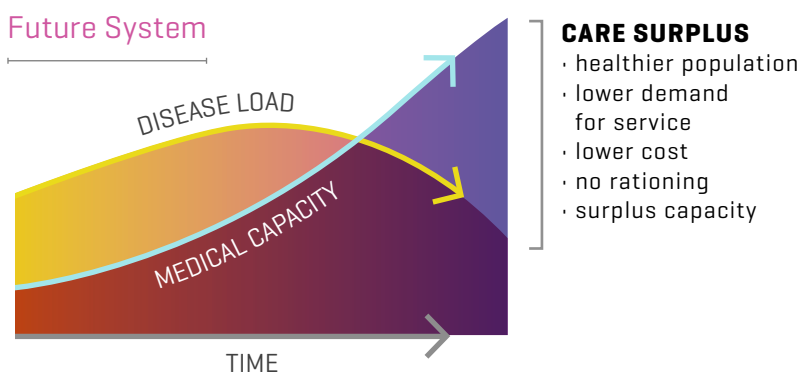 Future System
DISEASE LOAD
MEDICAL CAPACITY
TIME
CARE SURPLUS
· healthier population
· lower demand
for service
· lower cost
· no rationing
· surplus capacity